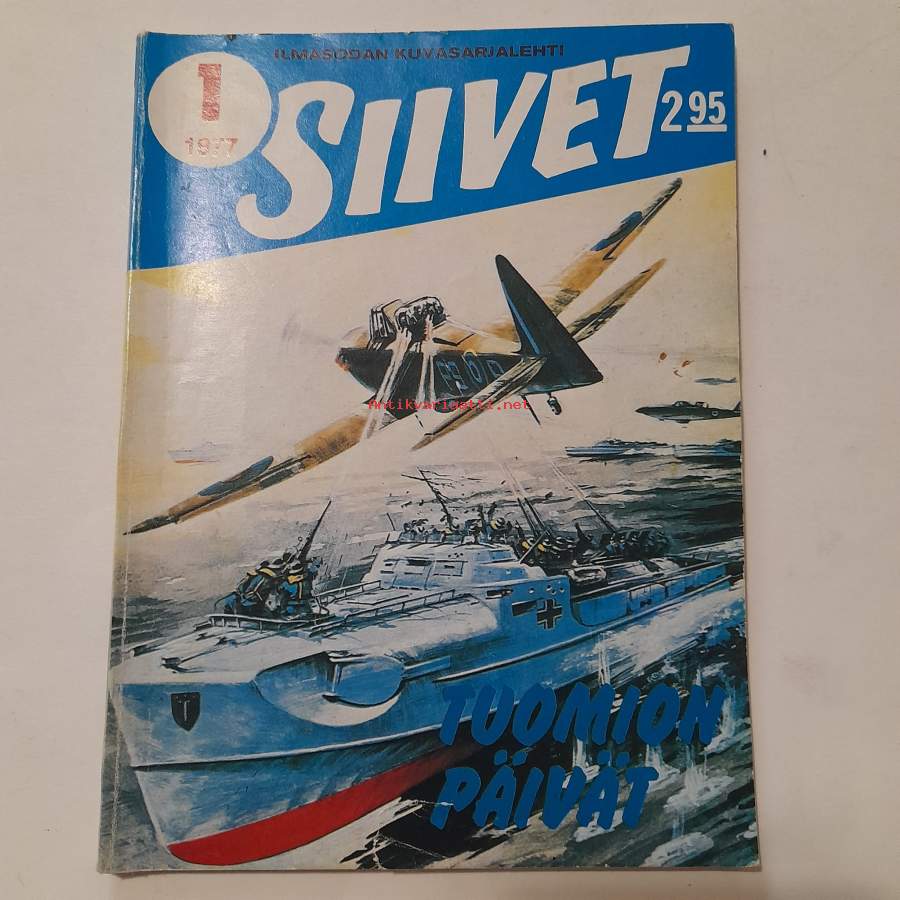 ILMASODAN KUVASARJALEHTI
1
1977
SIIVET
2 95
Antikvariaatti.net
TUOMION
PÄIVÄT